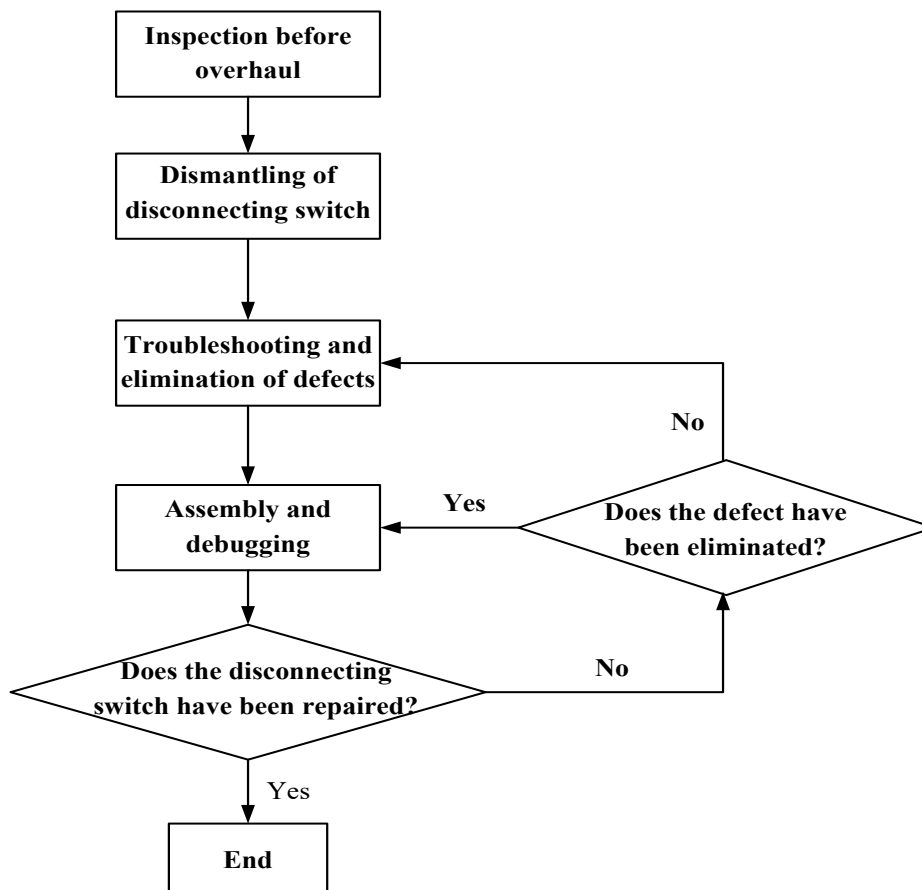 Inspection before
overhaul
Dismantling of
disconnecting switch
Troubleshooting and
elimination of defects
No
Assembly and
debugging
Yes
Does the defect have
been eliminated?
Does the disconnecting
switch have been repaired?
No
Yes
End